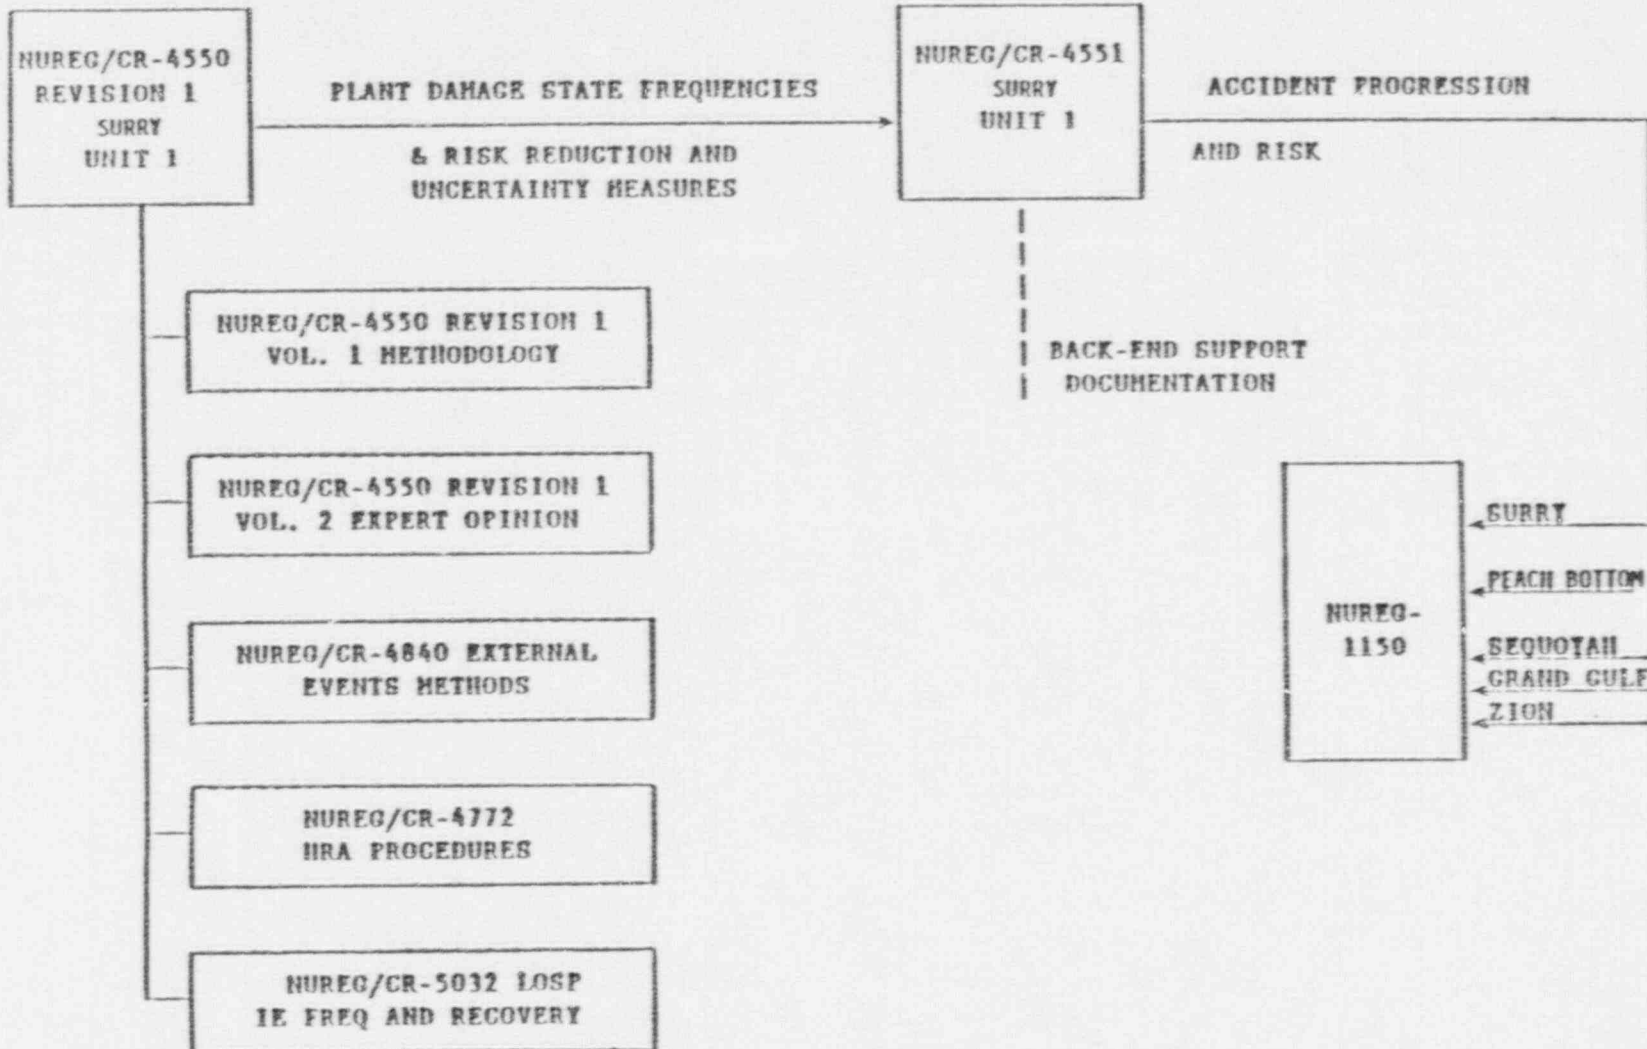 NUREG/CR-4550
REVISION 1
SURRY
UNIT 1
PLANT DAMAGE STATE FREQUENCIES
& RISK REDUCTION AND
UNCERTAINTY MEASURES
NUREG/CR-4551
SURRY
UNIT 1
ACCIDENT PROGRESSION
AND RISK
NUREG/CR-4550 REVISION 1
VOL. 1 METHODOLOGY
BACK-END SUPPORT
DOCUMENTATION
NUREG/CR-4550 REVISION 1
VOL. 2 EXPERT OPINION
NUREG/CR-4840 EXTERNAL
EVENTS METHODS
NUREG/CR-4772
HRA PROCEDURES
NUREG/CR-5032 LOSP
IE FREQ AND RECOVERY
NUREG-
1150
SURRY
PEACH BOTTOM
SEQUOYAH
GRAND GULF
ZION